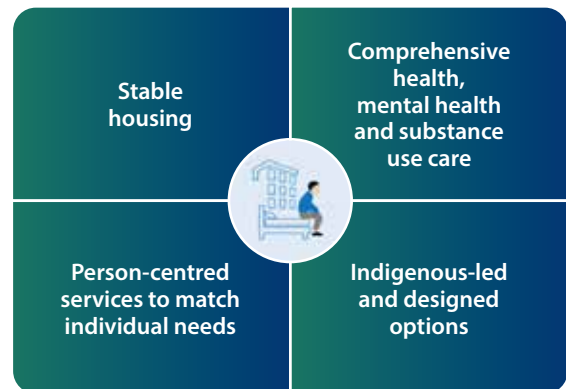 Stable
housing
Comprehensive
health,
mental health
and substance
use care
Person-centred
services to match
individual needs
Indigenous-led
and designed
options